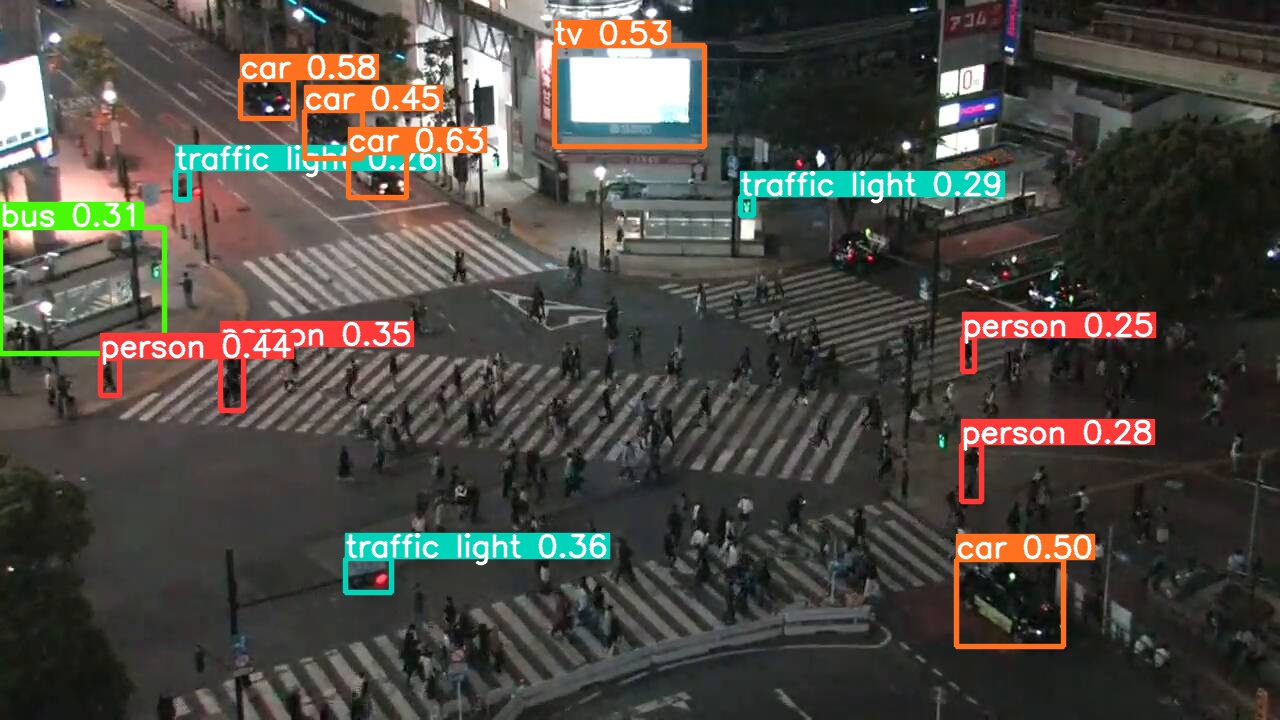 tv 0.53
アコム
car 0.58
car 0.45
car 0.63
traffic light 0.26
traffic light 0.29
bus 0.31
person 0.35
person 0.44
person 0.25
person 0.28
traffic light 0.36
car 0.50